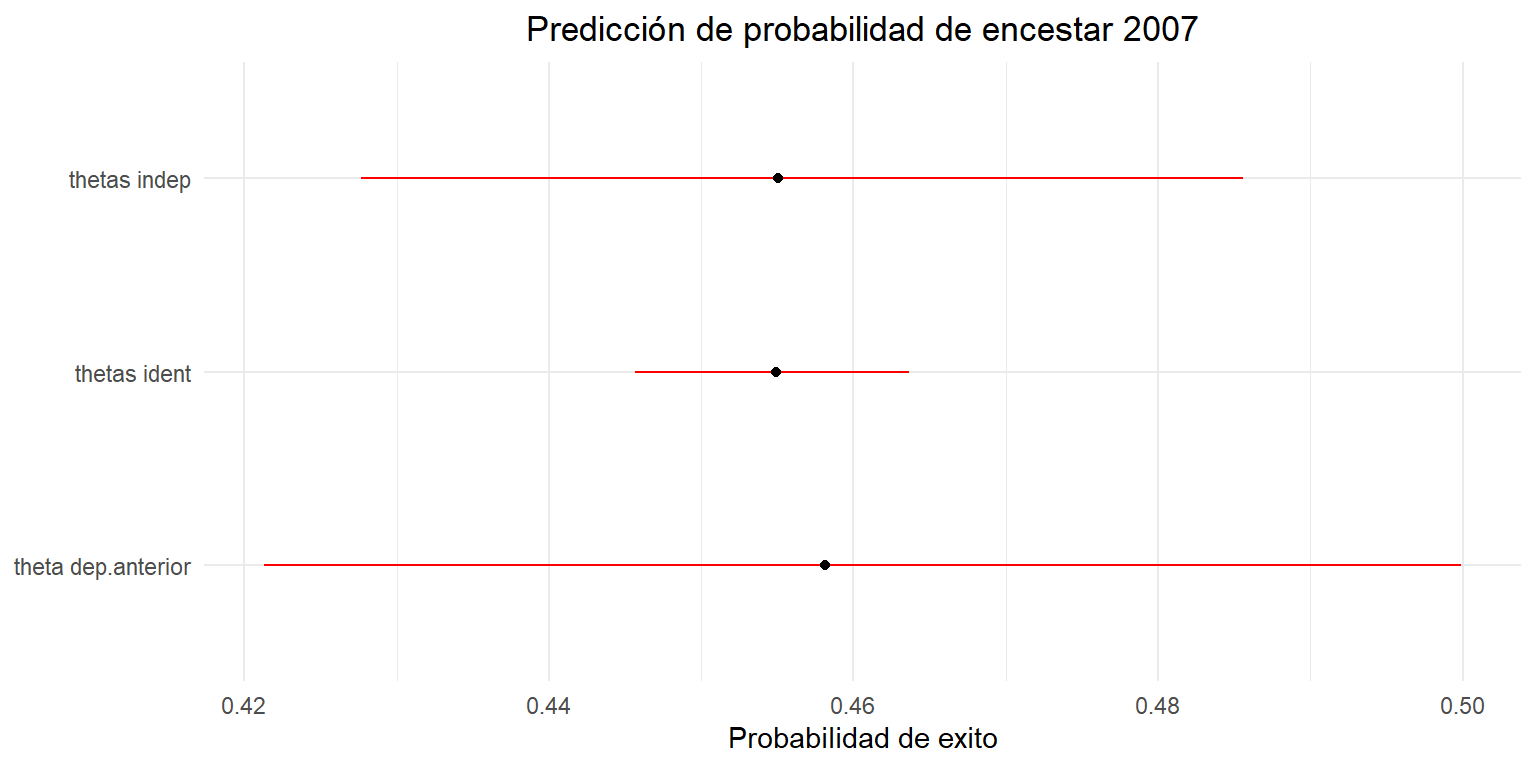 Predicción de probabilidad de encestar 2007
thetas indep
thetas ident
theta dep.anterior
0.42 0.44 0.46 0.48 0.50
Probabilidad de exito